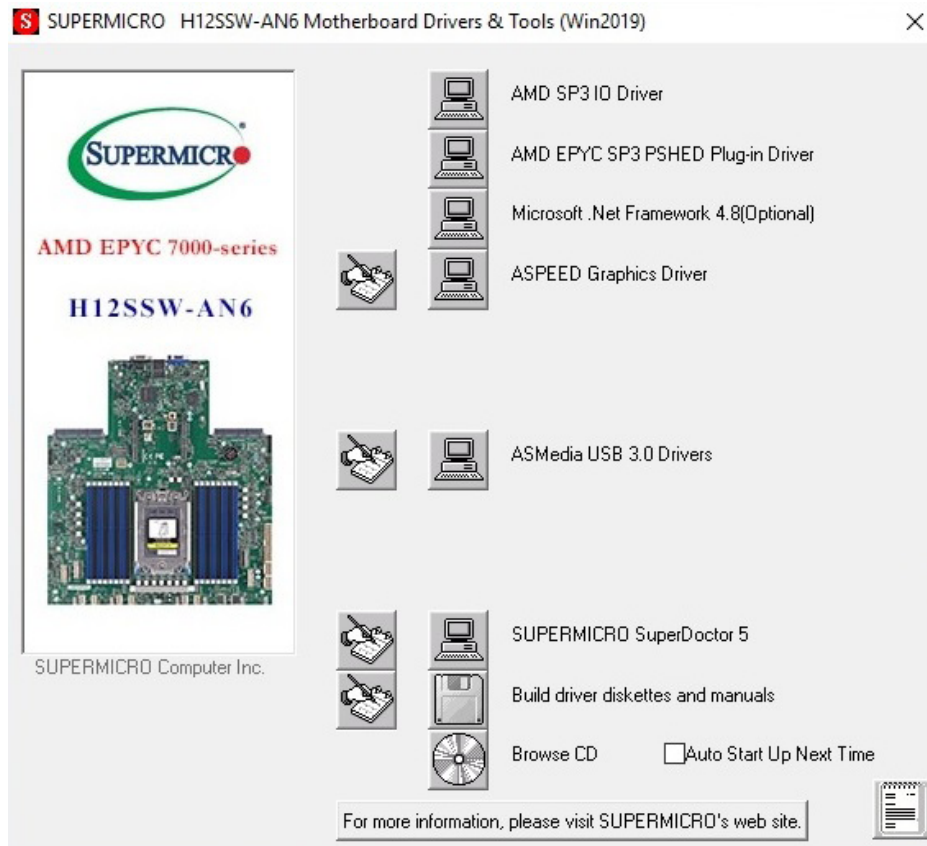 S SUPERMICRO H12SSW-AN6 Motherboard Drivers & Tools (Win2019)
SUPERMICR
AMD EPYC 7000-series
H12SSW-AN6
SUPERMICRO Computer Inc.
AMD SP3 IO Driver
AMD EPYC SP3 PSHED Plug-in Driver
Microsoft .Net Framework 4.8(Optional)
ASPEED Graphics Driver
ASMedia USB 3.0 Drivers
SUPERMICRO SuperDoctor 5
Build driver diskettes and manuals
Browse CD
Auto Start Up Next Time
For more information, please visit SUPERMICRO's web site.